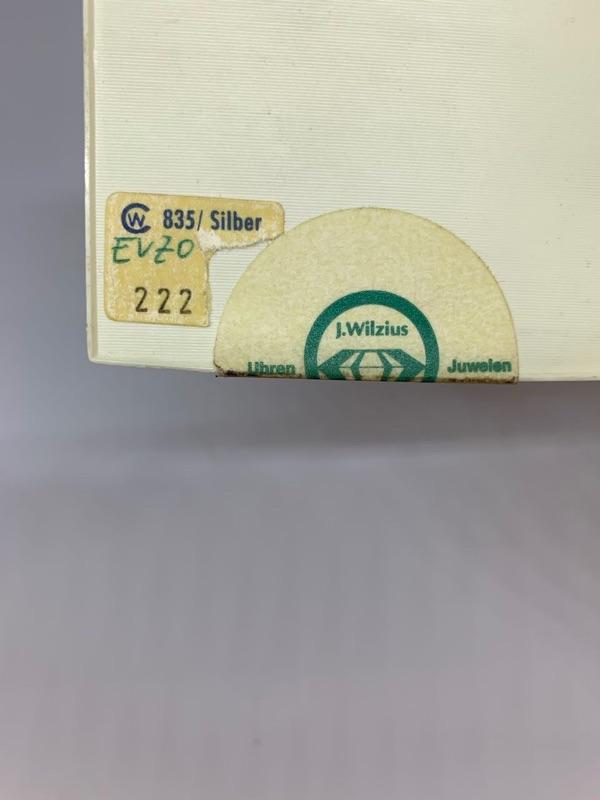 CW 835/ Silber
EVZO
222
J.Wilzius
Uhren Juwelen